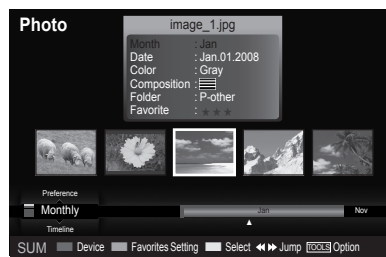 Photo
image_1.jpg
Month : Jan
Date : Jan.01.2008
Color : Gray
Composition :
Folder : P-other
Favorite : ★★★
Preference
Monthly
Timeline
Jan
Nov
SUM Device Favorites Setting Select ◀◀ ▶▶ Jump TOOLS Option